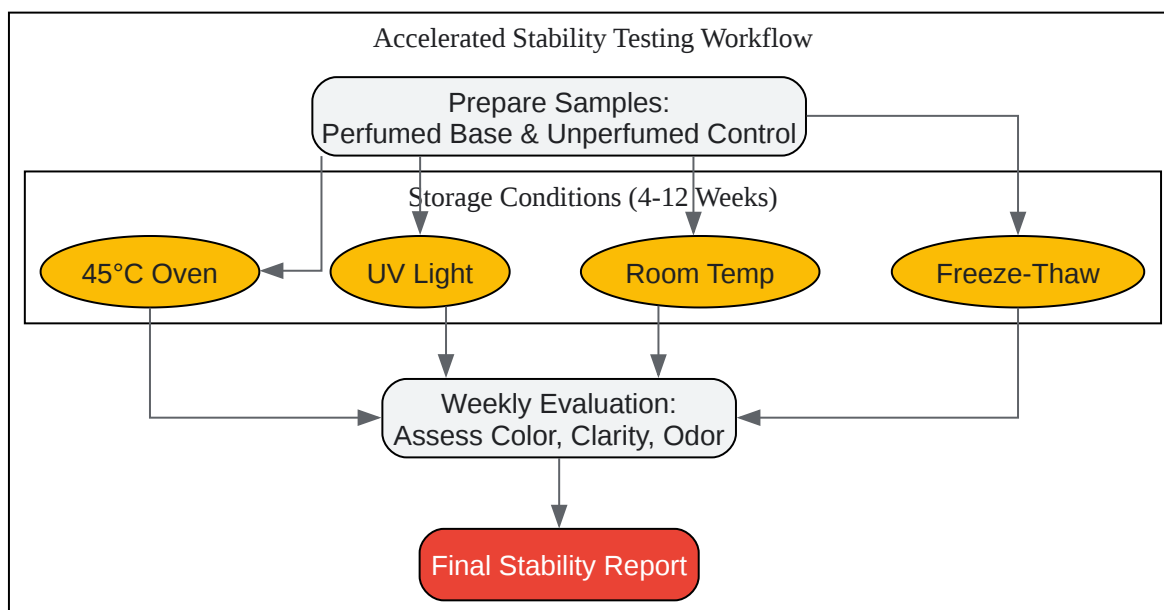 Accelerated Stability Testing Workflow
Prepare Samples:
Perfumed Base & Unperfumed Control
Storage Conditions (4-12 Weeks)
45°C Oven
UV Light
Room Temp
Freeze-Thaw
Weekly Evaluation:
Assess Color, Clarity, Odor
Final Stability Report